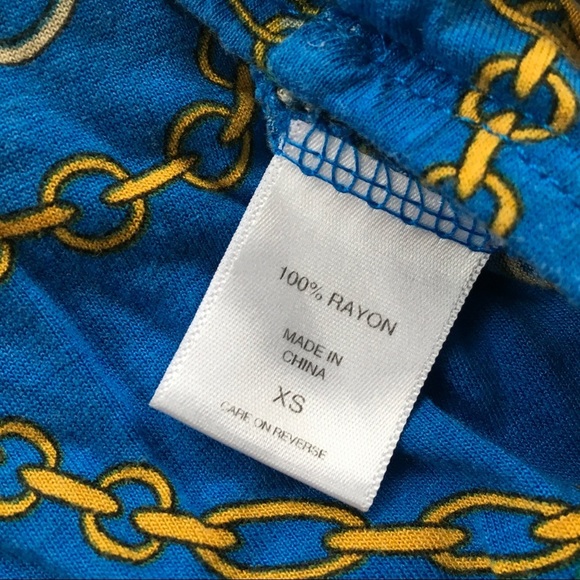 100% RAYON
MADE IN
CHINA
XS
CARE ON REVERSE